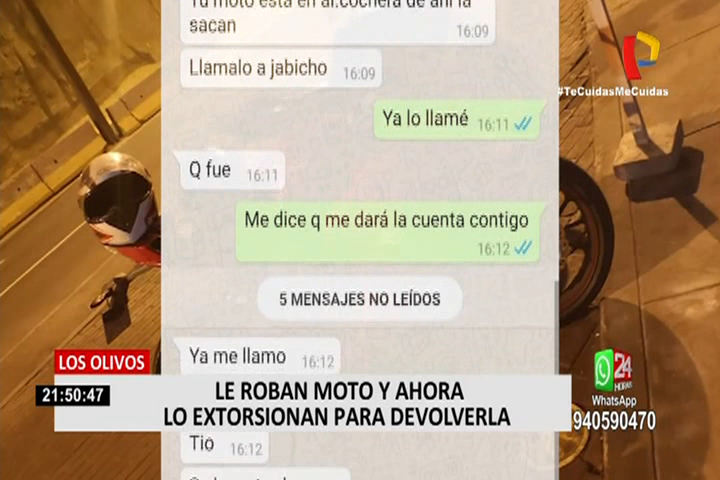 Tu moto está en al.cochera de ahí la
sacan
16:09
Llamalo a jabicho 16:09
Ya lo llamé 16:11
Q fue 16:11
Me dice q me dará la cuenta contigo
16:12
5 MENSAJES NO LEÍDOS
Ya me llamo 16:12
Tio 16:12
#TeCuidasMeCuidas
LOS OLIVOS
21:50:47
LE ROBAN MOTO Y AHORA
LO EXTORSIONAN PARA DEVOLVERLA
24
HORAS
WhatsApp
940590470